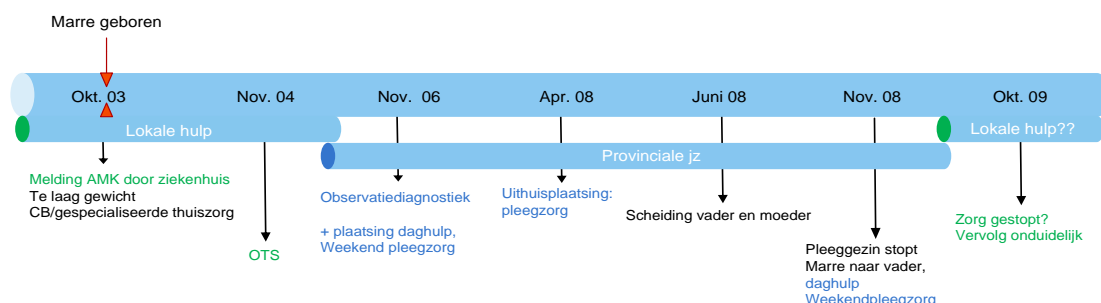 Marre geboren
Okt. 03
Nov. 04
Nov. 06
Apr. 08
Juni 08
Nov. 08
Okt. 09
Lokale hulp
Lokale hulp??
Provinciale jz
Melding AMK door ziekenhuis
Te laag gewicht
CB/gespecialiseerde thuiszorg
OTS
Observatiediagnostiek
+ plaatsing daghulp,
Weekend pleegzorg
Uithuisplaatsing:
pleegzorg
Scheiding vader en moeder
Pleeggezin stopt
Marre naar vader,
daghulp
Weekendpleegzorg
Zorg gestopt?
Vervolg onduidelijk